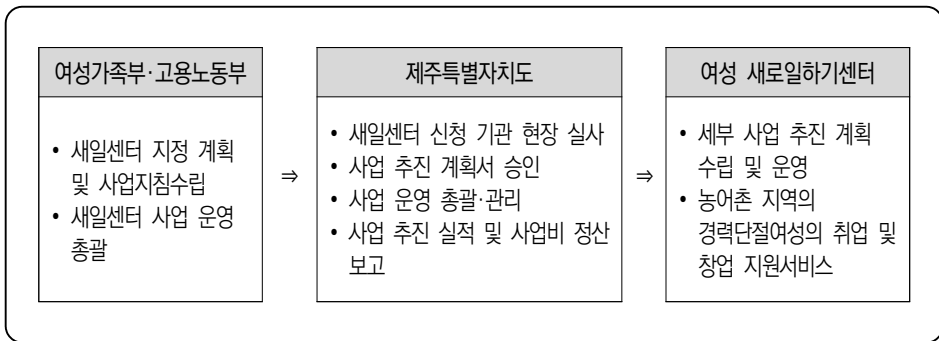 여성가족부·고용노동부
• 새일센터 지정 계획
및 사업지침수립
• 새일센터 사업 운영
총괄
⇒
제주특별자치도
• 새일센터 신청 기관 현장 실사
• 사업 추진 계획서 승인
• 사업 운영 총괄·관리
• 사업 추진 실적 및 사업비 정산
보고
⇒
여성 새로일하기센터
• 세부 사업 추진 계획
수립 및 운영
• 농어촌 지역의
경력단절여성의 취업 및
창업 지원서비스